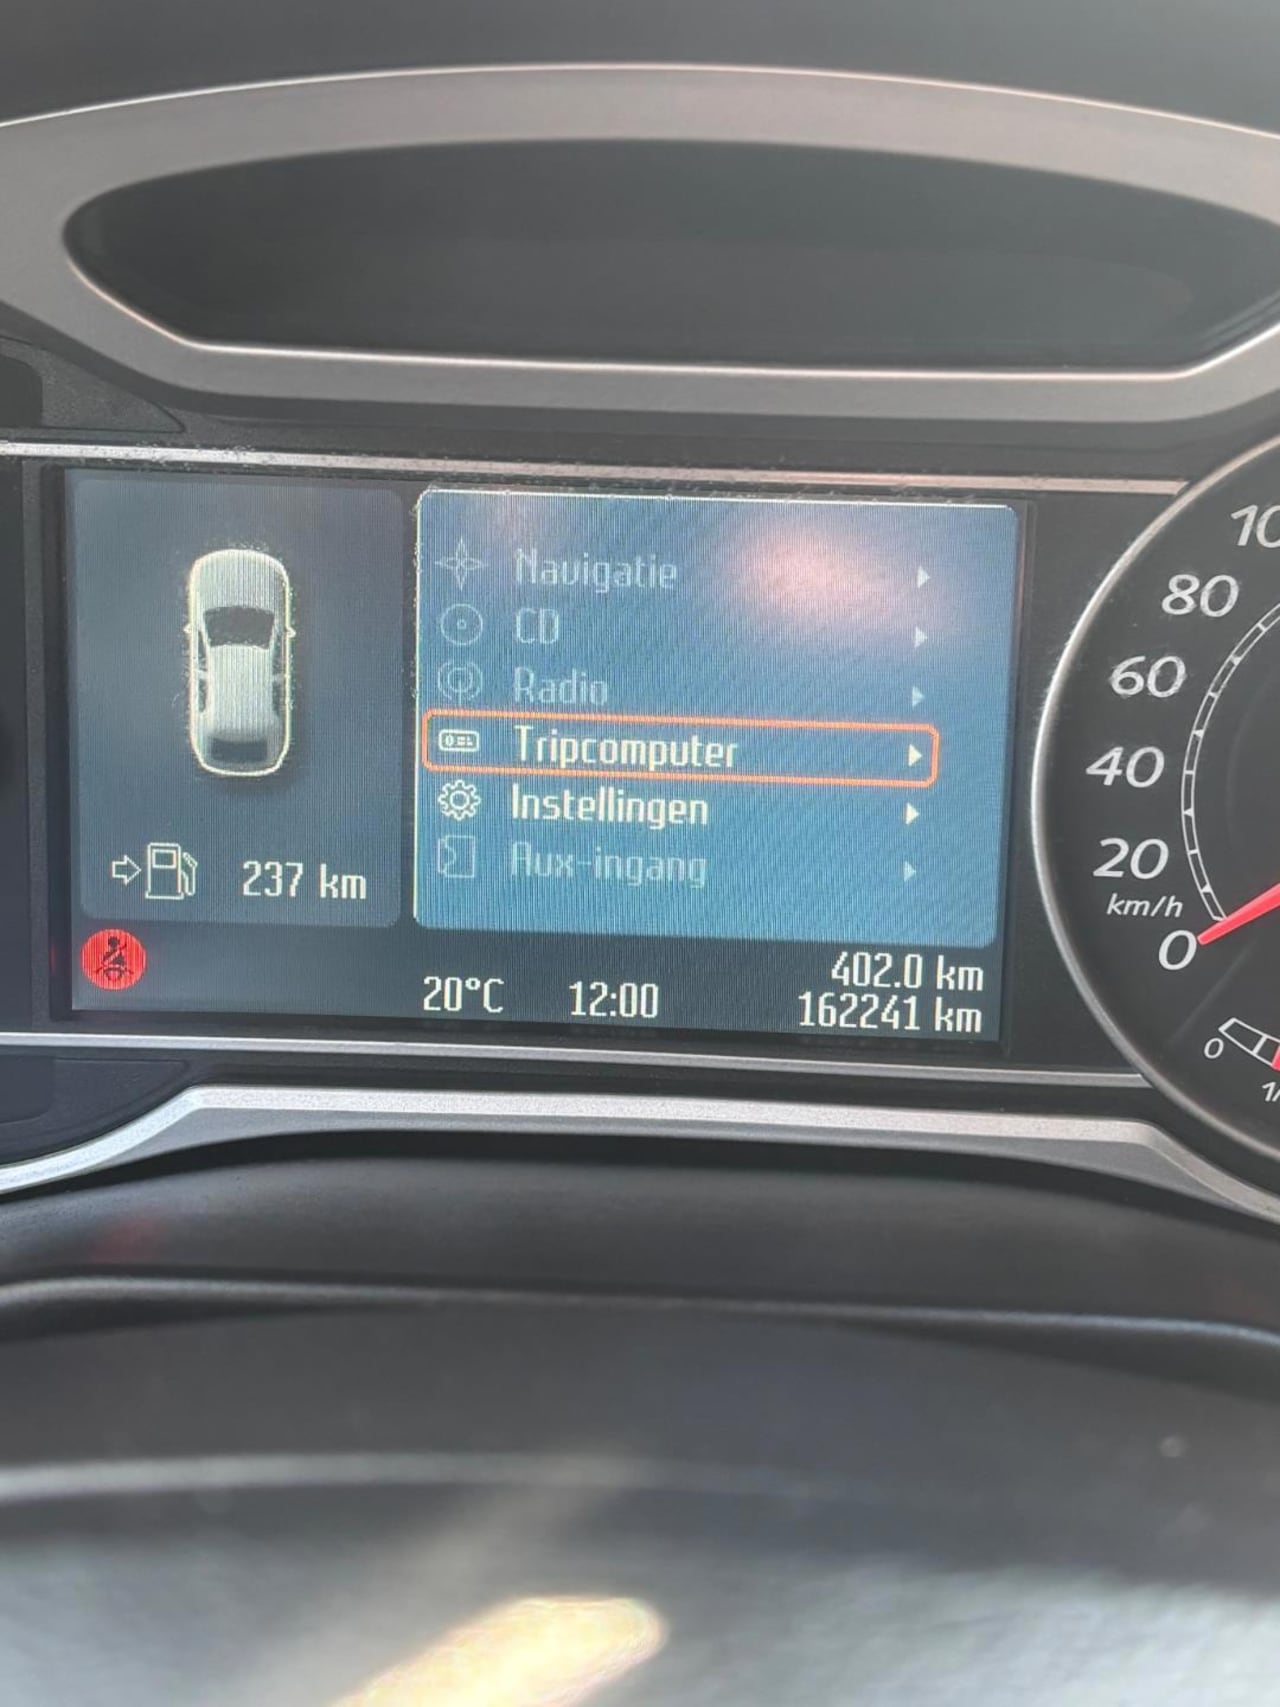 Navigatie
CD
Radio
Tripcomputer
Instellingen
Aux-ingang
237 km
20°C 12:00
402.0 km
162241 km
80
60
40
20
km/h
0
0